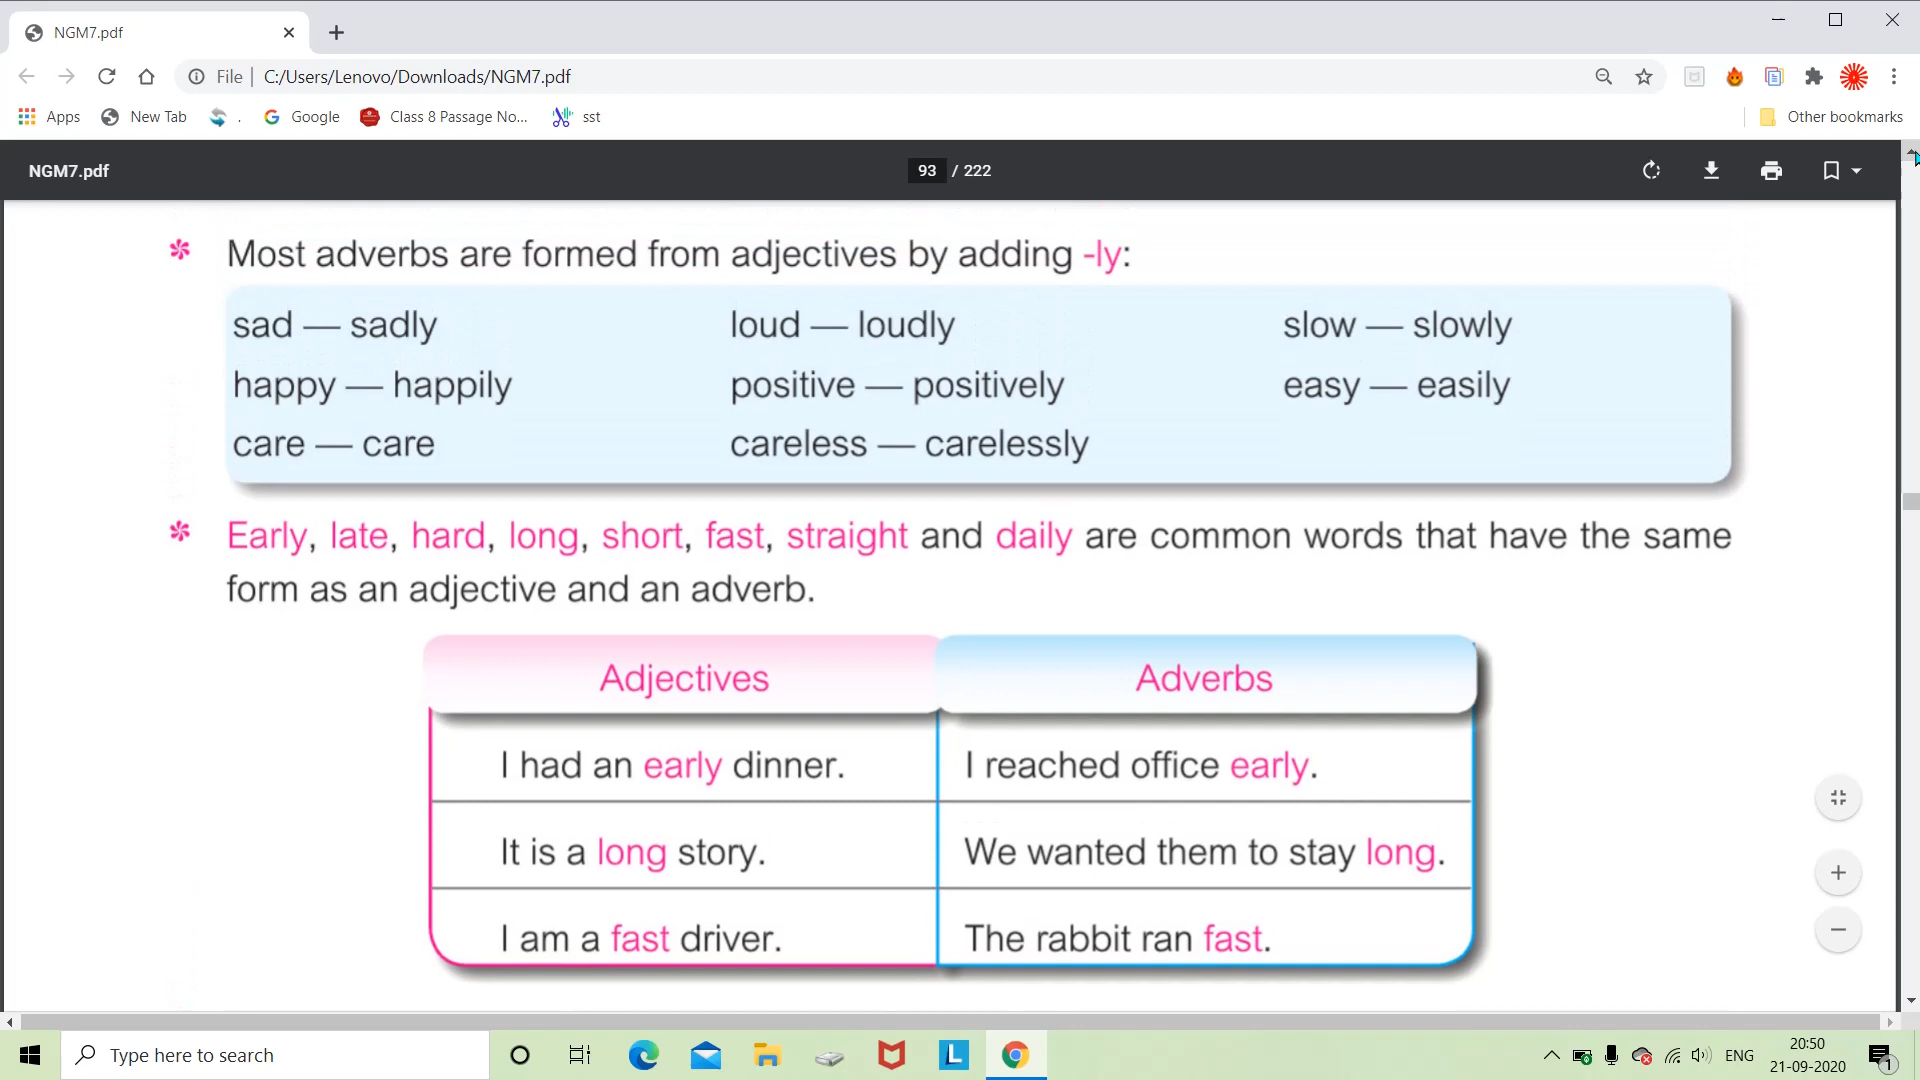 NGM7.pdf
File | C:/Users/Lenovo/Downloads/NGM7.pdf
Apps New Tab . Google Class 8 Passage No... sst Other bookmarks
NGM7.pdf 93 / 222
* Most adverbs are formed from adjectives by adding -ly:
sad — sadly loud — loudly slow — slowly
happy — happily positive — positively easy — easily
care — care careless — carelessly
* Early, late, hard, long, short, fast, straight and daily are common words that have the same
form as an adjective and an adverb.
Adjectives Adverbs
I had an early dinner. I reached office early.
It is a long story. We wanted them to stay long.
I am a fast driver. The rabbit ran fast.
Type here to search L ENG 20:50
21-09-2020 1